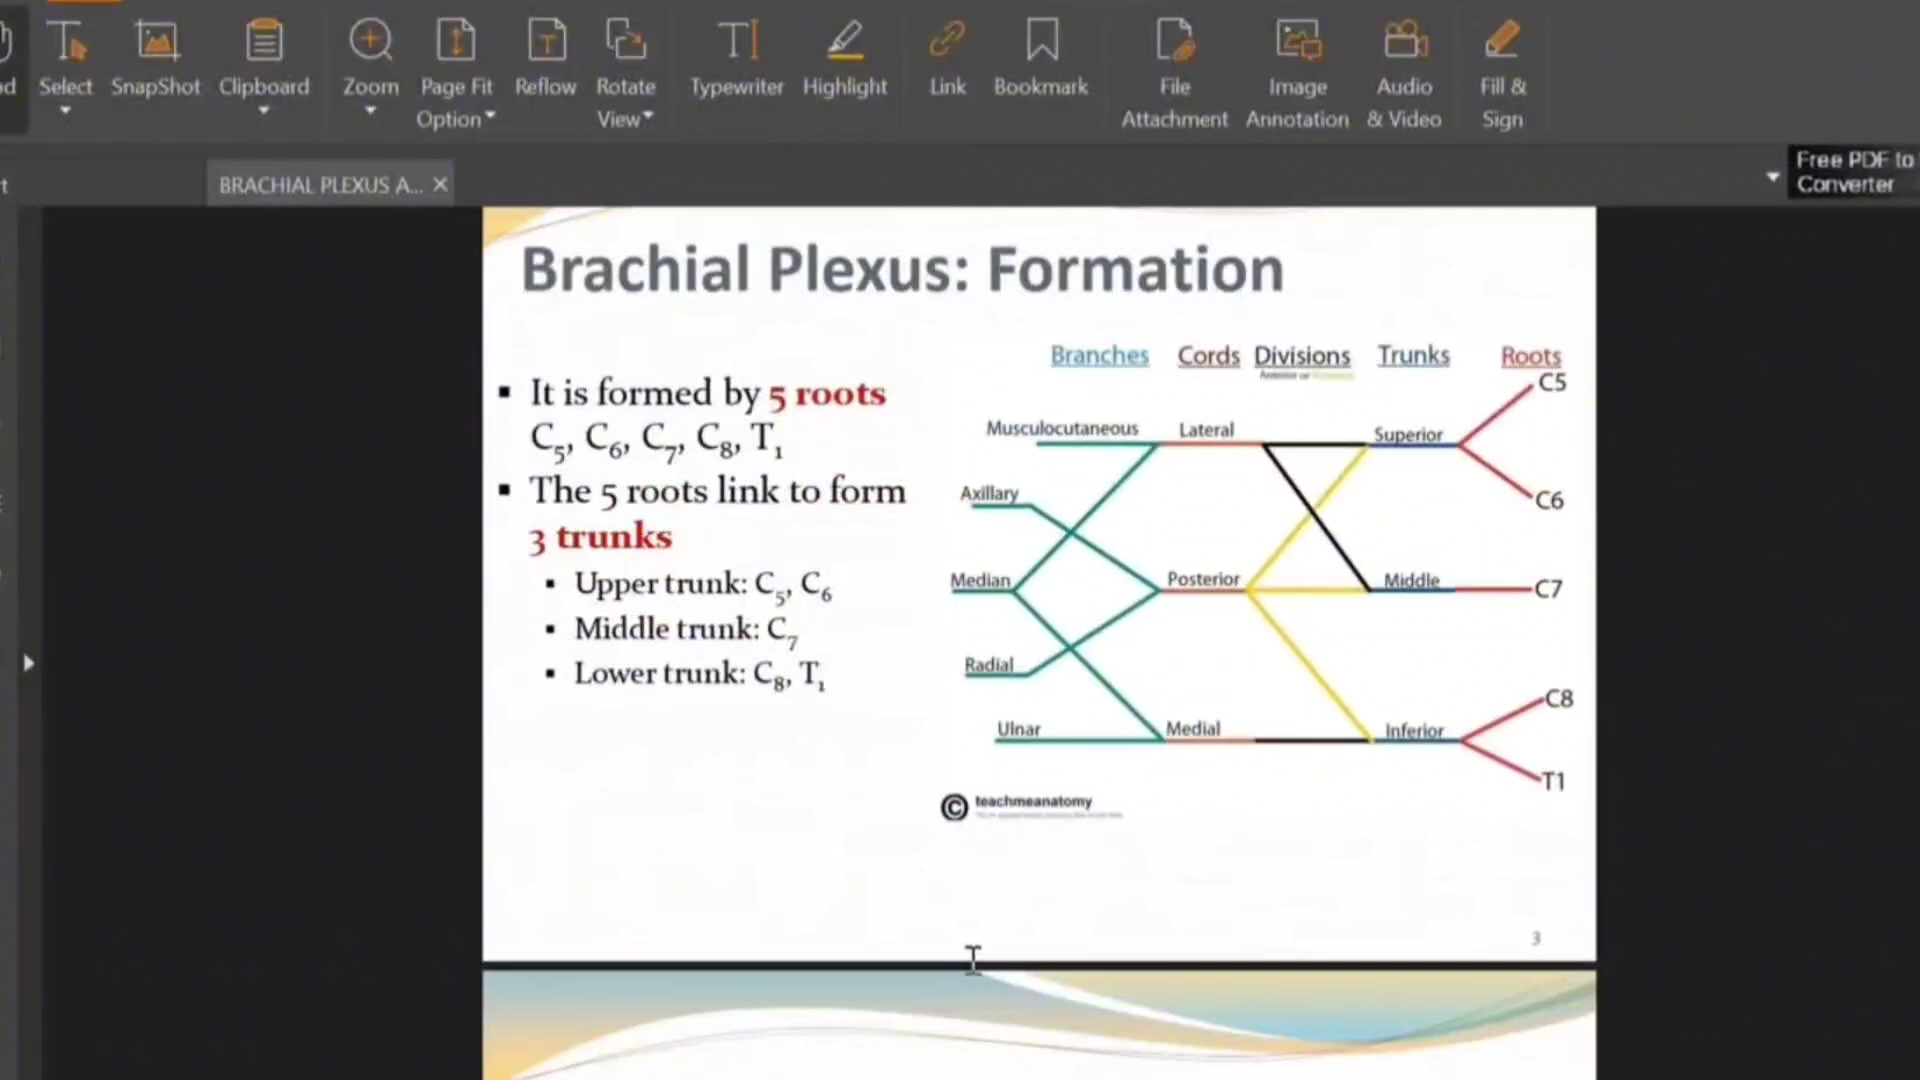 d
Select
SnapShot
Clipboard
Zoom
Page Fit
Option
Reflow
Rotate
View
Typewriter
Highlight
Link
Bookmark
File
Attachment
Image
Annotation
Audio
& Video
Fill &
Sign
t
BRACHIAL PLEXUS A...
Free PDF to
Converter
Brachial Plexus: Formation
▪ It is formed by 5 roots
C5, C6, C7, C8, T1
▪ The 5 roots link to form
3 trunks
▪ Upper trunk: C5, C6
▪ Middle trunk: C7
▪ Lower trunk: C8, T1
Branches Cords Divisions Trunks Roots
Anterior or
C5
Musculocutaneous Lateral Superior
Axillary C6
Median Posterior Middle C7
Radial
C8
Ulnar Medial Inferior
T1
© teachmeanatomy
3